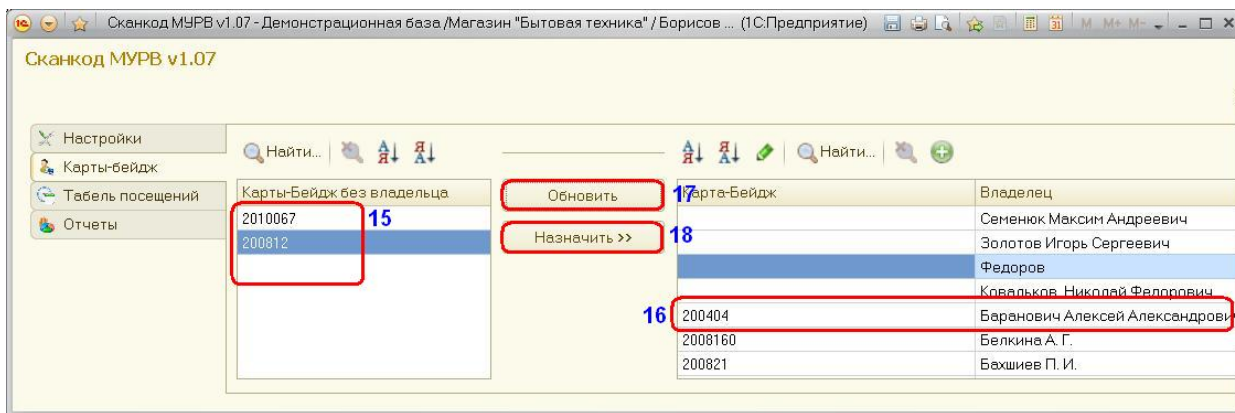 Сканкод МУРВ v1.07 - Демонстрационная база /Магазин "Бытовая техника" / Борисов ... (1С:Предприятие) M M+ M-
Сканкод МУРВ v1.07
Настройки
Карты-бейдж
Табель посещений
Отчеты
Найти...
Найти...
Карты-Бейдж без владельца
2010067
200812
15
Обновить 17
Назначить >> 18
Карта-Бейдж Владелец
Семенюк Максим Андреевич
Золотов Игорь Сергеевич
Федоров
Ковальков Николай Федорович
16 200404 Баранович Алексей Александрови
2008160 Белкина А. Г.
200821 Бахшиев П. И.